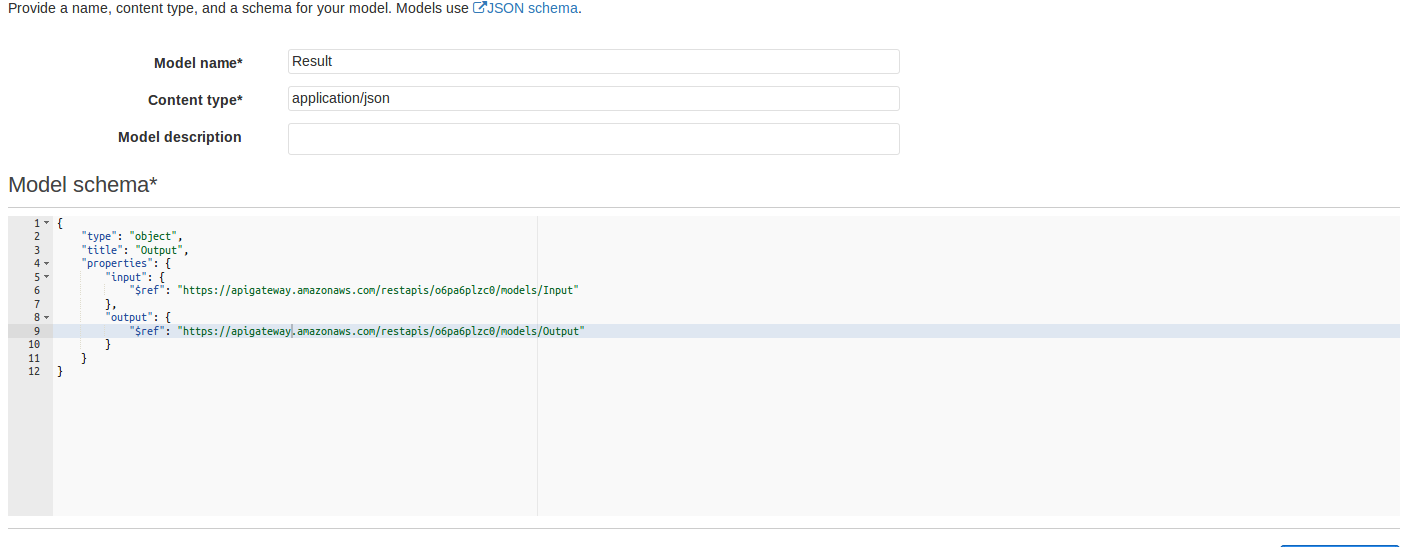 Provide a name, content type, and a schema for your model. Models use JSON schema.
Model name* Result
Content type* application/json
Model description
Model schema*
1 {
2 "type": "object",
3 "title": "Output",
4 "properties": {
5 "input": {
6 "$ref": "https://apigateway.amazonaws.com/restapis/o6pa6plzc0/models/Input"
7 },
8 "output": {
9 "$ref": "https://apigateway.amazonaws.com/restapis/o6pa6plzc0/models/Output"
10 }
11 }
12 }